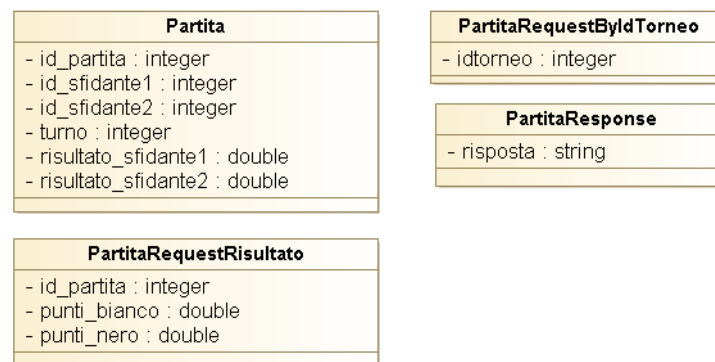 Partita
- id_partita : integer
- id_sfidante1 : integer
- id_sfidante2 : integer
- turno : integer
- risultato_sfidante1 : double
- risultato_sfidante2 : double
PartitaRequestByIdTorneo
- idtorneo : integer
PartitaResponse
- risposta : string
PartitaRequestRisultato
- id_partita : integer
- punti_bianco : double
- punti_nero : double